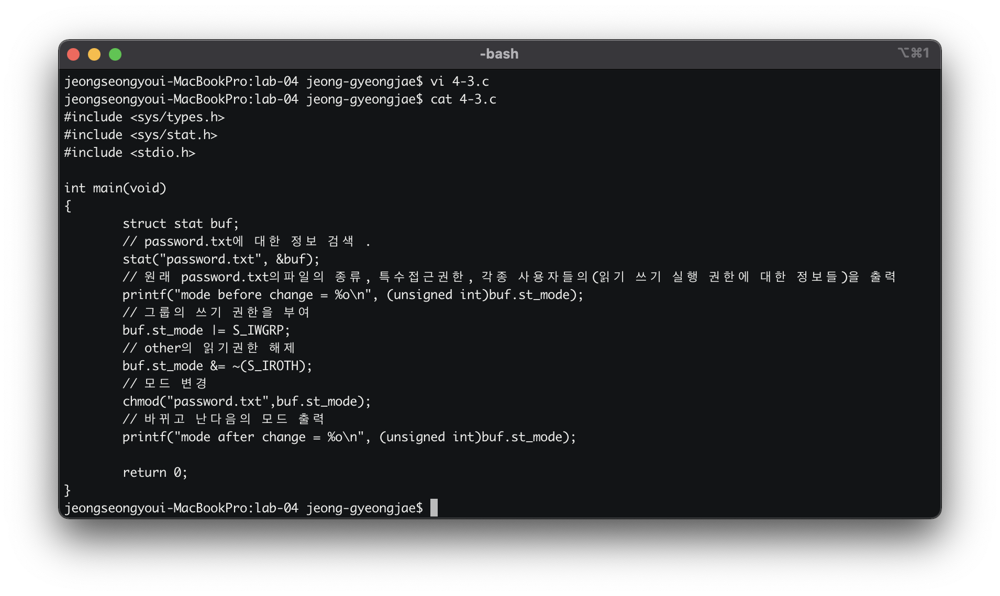 -bash
⌥⌘1
jeongseongyoui-MacBookPro:lab-04 jeong-gyeongjae$ vi 4-3.c
jeongseongyoui-MacBookPro:lab-04 jeong-gyeongjae$ cat 4-3.c
#include <sys/types.h>
#include <sys/stat.h>
#include <stdio.h>

int main(void)
{
        struct stat buf;
        // password.txt에 대한 정보 검색 .
        stat("password.txt", &buf);
        // 원래 password.txt의파일의 종류, 특수접근권한, 각종 사용자들의(읽기 쓰기 실행 권한에 대한 정보들)을 출력
        printf("mode before change = %o\n", (unsigned int)buf.st_mode);
        // 그룹의 쓰기 권한을 부여
        buf.st_mode |= S_IWGRP;
        // other의 읽기권한 해제
        buf.st_mode &= ~(S_IROTH);
        // 모드 변경
        chmod("password.txt",buf.st_mode);
        // 바뀌고 난다음의 모드 출력
        printf("mode after change = %o\n", (unsigned int)buf.st_mode);

        return 0;
}
jeongseongyoui-MacBookPro:lab-04 jeong-gyeongjae$